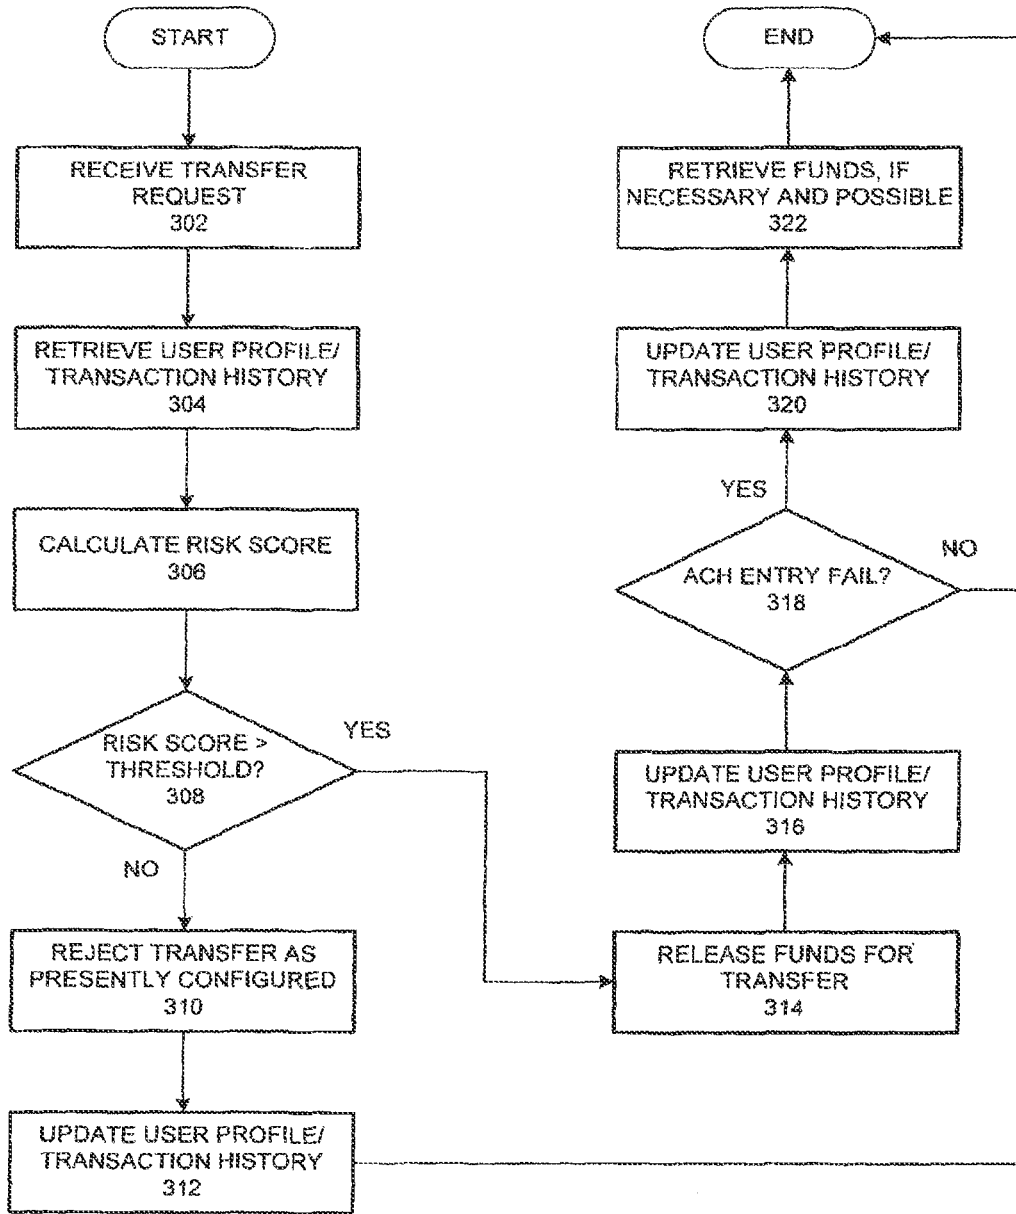 START
RECEIVE TRANSFER
REQUEST
302
RETRIEVE USER PROFILE/
TRANSACTION HISTORY
304
CALCULATE RISK SCORE
306
RISK SCORE >
THRESHOLD?
308
YES
NO
REJECT TRANSFER AS
PRESENTLY CONFIGURED
310
UPDATE USER PROFILE/
TRANSACTION HISTORY
312
END
RETRIEVE FUNDS, IF
NECESSARY AND POSSIBLE
322
UPDATE USER PROFILE/
TRANSACTION HISTORY
320
YES
ACH ENTRY FAIL?
318
NO
UPDATE USER PROFILE/
TRANSACTION HISTORY
316
RELEASE FUNDS FOR
TRANSFER
314